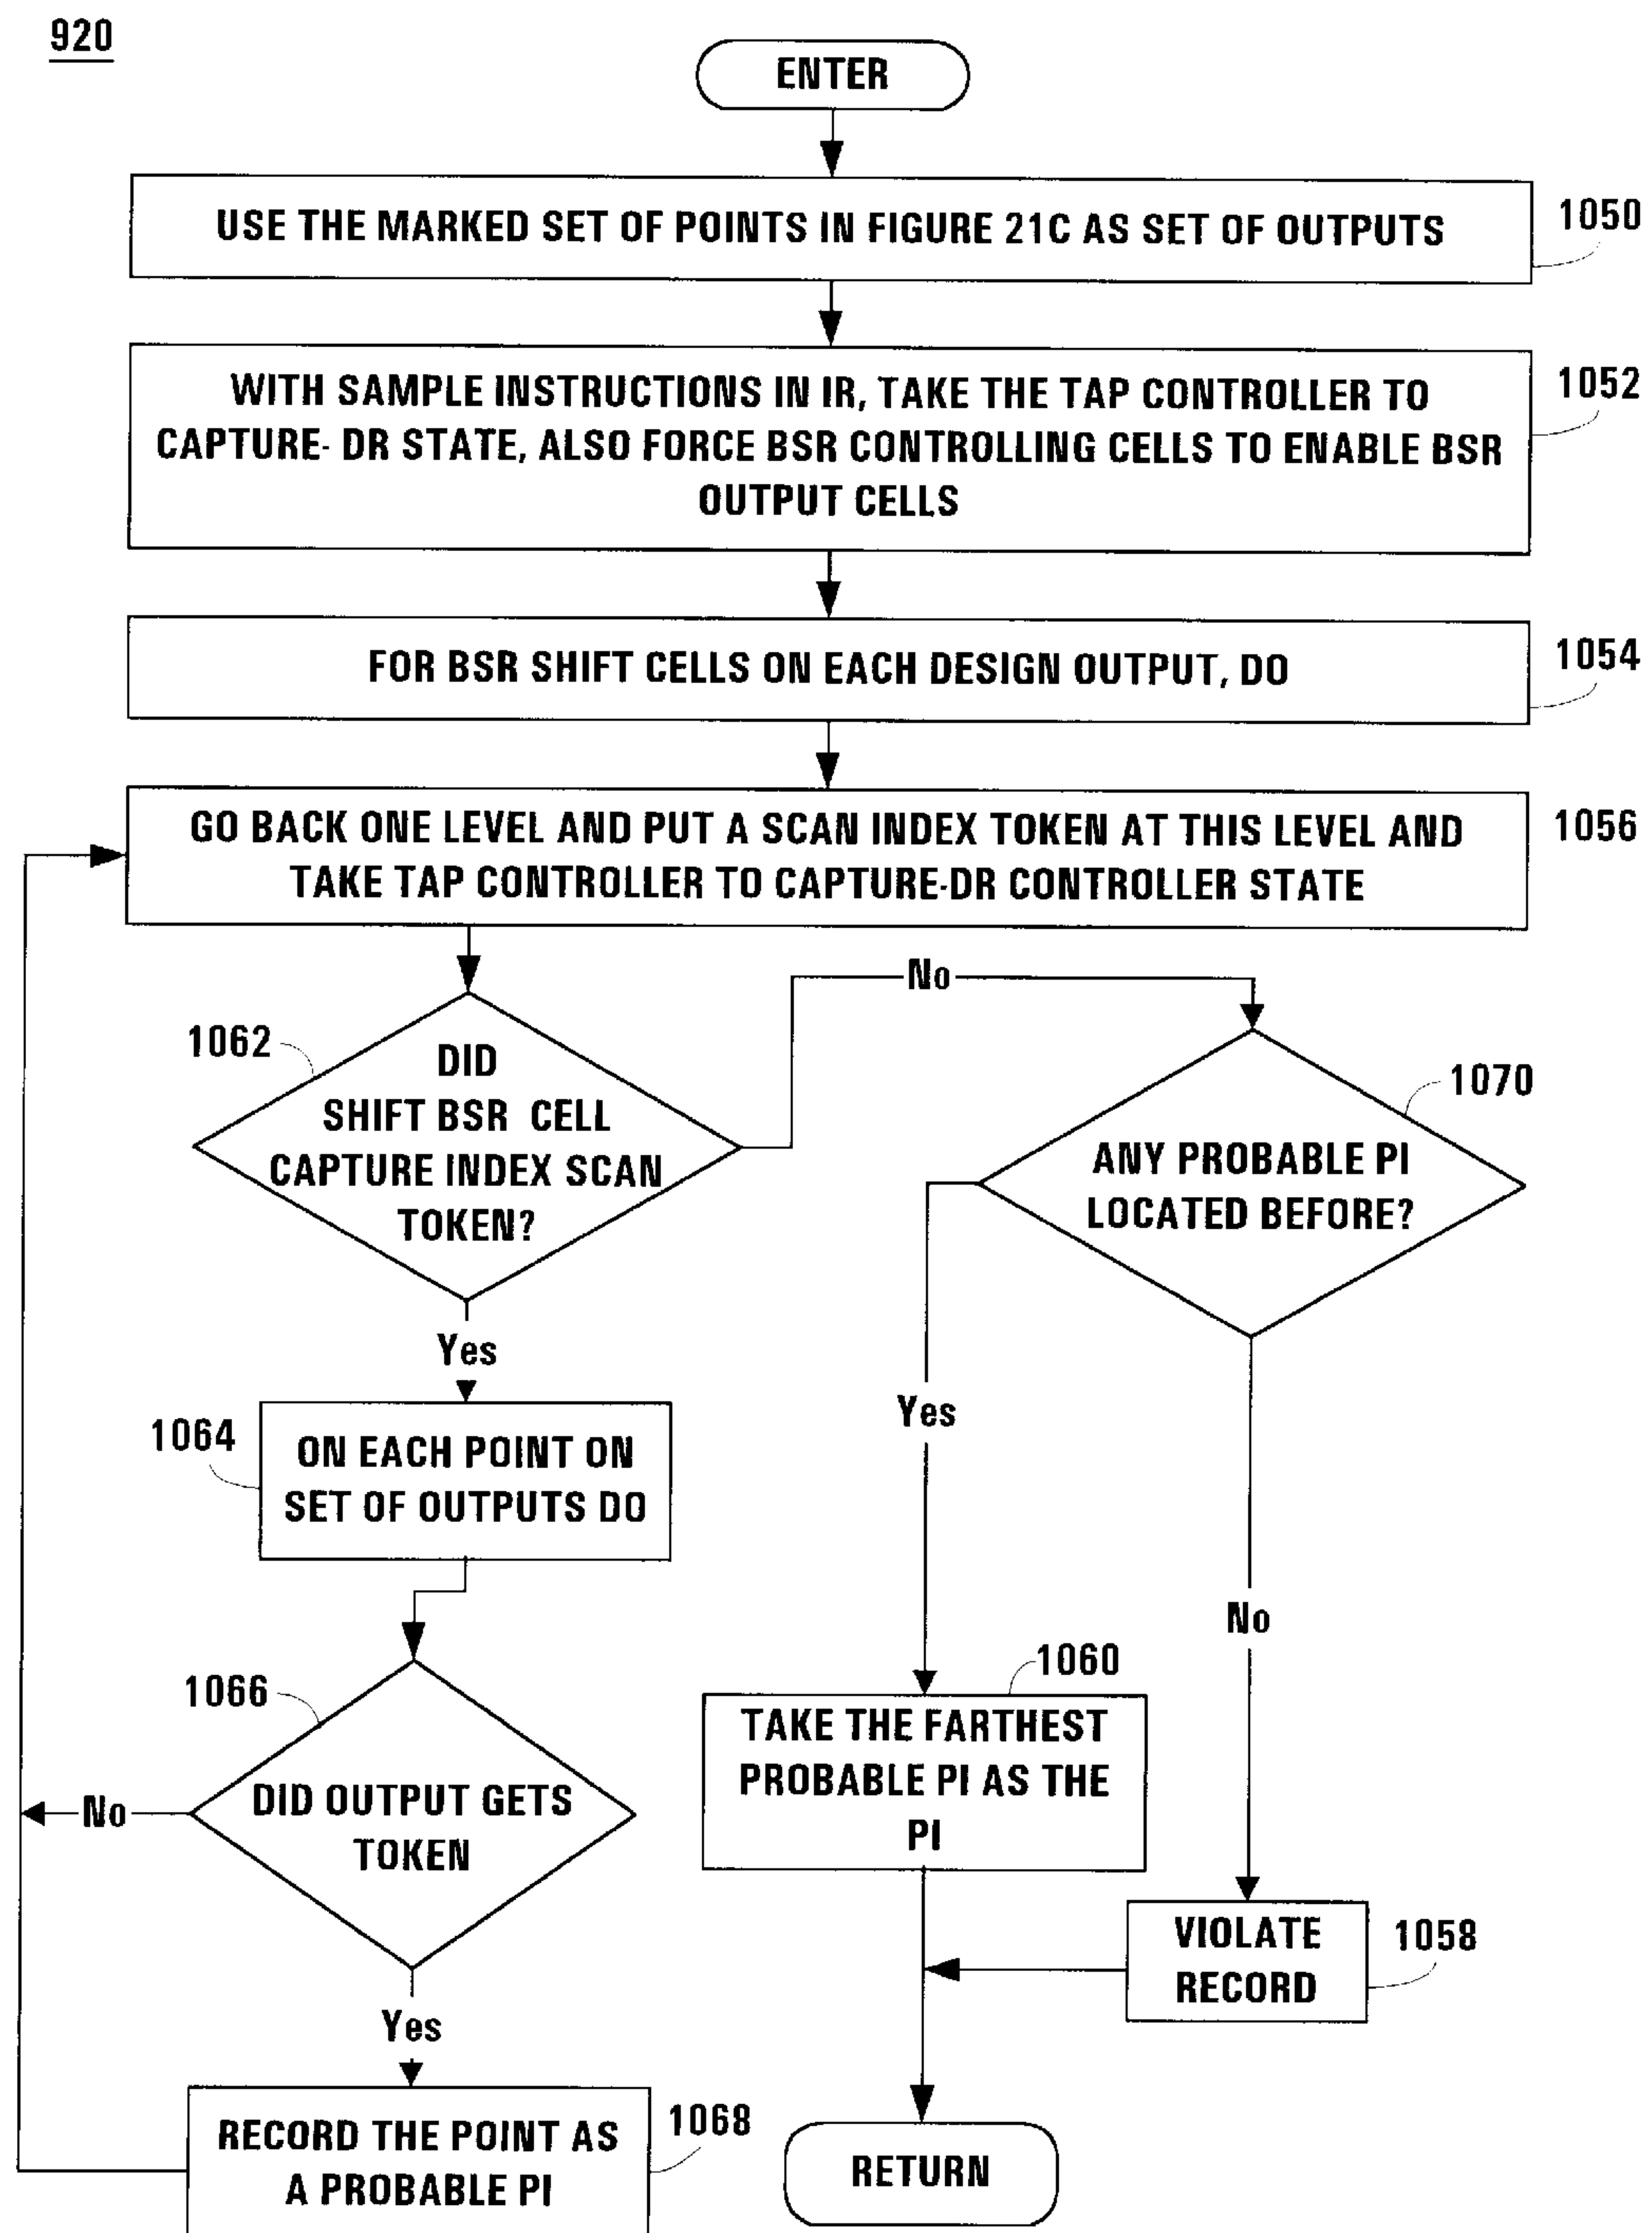 920
ENTER
USE THE MARKED SET OF POINTS IN FIGURE 21C AS SET OF OUTPUTS
1050
WITH SAMPLE INSTRUCTIONS IN IR, TAKE THE TAP CONTROLLER TO
CAPTURE- DR STATE, ALSO FORCE BSR CONTROLLING CELLS TO ENABLE BSR
OUTPUT CELLS
1052
FOR BSR SHIFT CELLS ON EACH DESIGN OUTPUT, DO
1054
GO BACK ONE LEVEL AND PUT A SCAN INDEX TOKEN AT THIS LEVEL AND
TAKE TAP CONTROLLER TO CAPTURE-DR CONTROLLER STATE
1056
No
1062
DID
SHIFT BSR CELL
CAPTURE INDEX SCAN
TOKEN?
1070
ANY PROBABLE PI
LOCATED BEFORE?
Yes
Yes
1064
ON EACH POINT ON
SET OF OUTPUTS DO
No
1066
DID OUTPUT GETS
TOKEN
No
1060
TAKE THE FARTHEST
PROBABLE PI AS THE
PI
VIOLATE
RECORD
1058
Yes
RECORD THE POINT AS
A PROBABLE PI
1068
RETURN